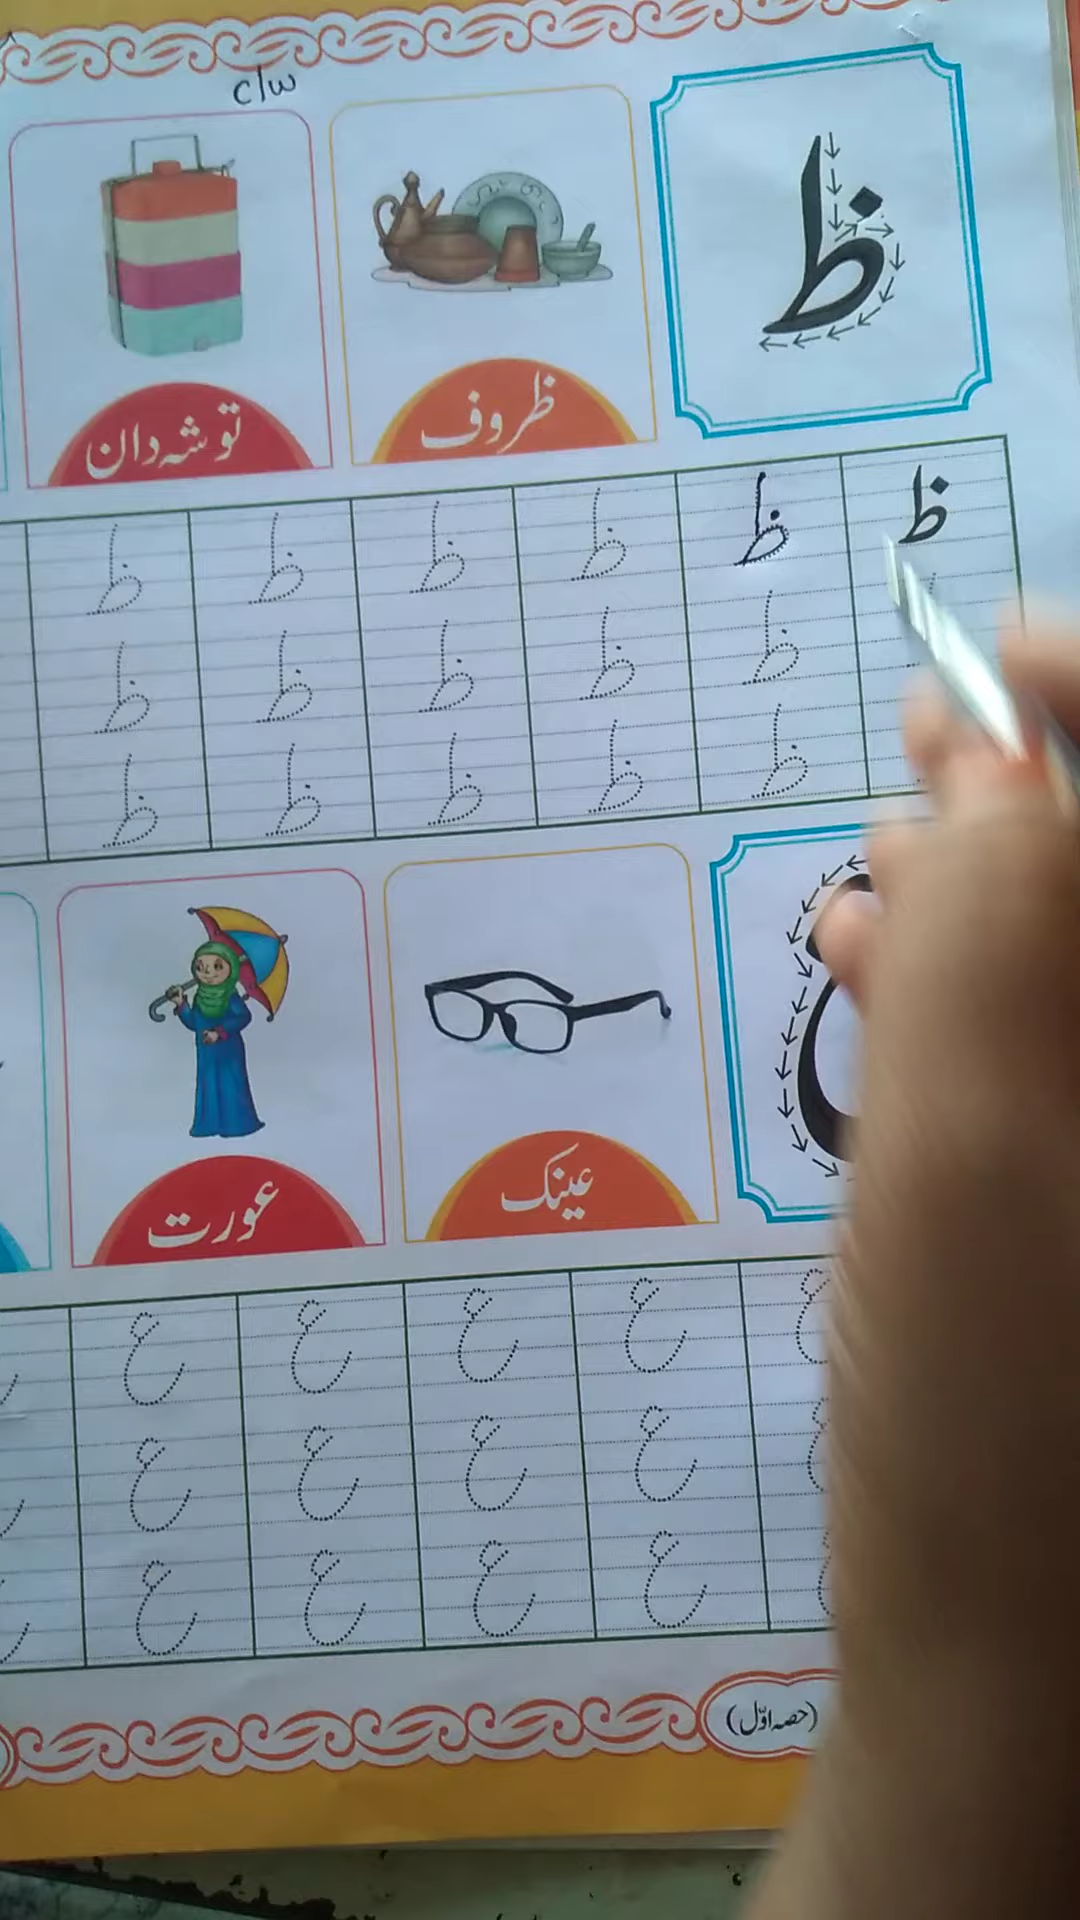 c/w
ظ
ظروف
توشہ دان
ظ ظ ظ ظ ظ ظ
ظ ظ ظ ظ ظ
ظ ظ ظ ظ ظ
عینک
عورت
ع ع ع ع ع
ع ع ع ع ع
ع ع ع ع ع
(حصہ اوّل)